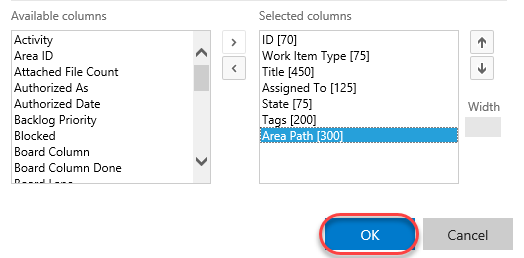 Available columns
Selected columns
Activity
Area ID
Attached File Count
Authorized As
Authorized Date
Backlog Priority
Blocked
Board Column
Board Column Done
Board Lane
ID [70]
Work Item Type [75]
Title [450]
Assigned To [125]
State [75]
Tags [200]
Area Path [300]
Width
OK
Cancel